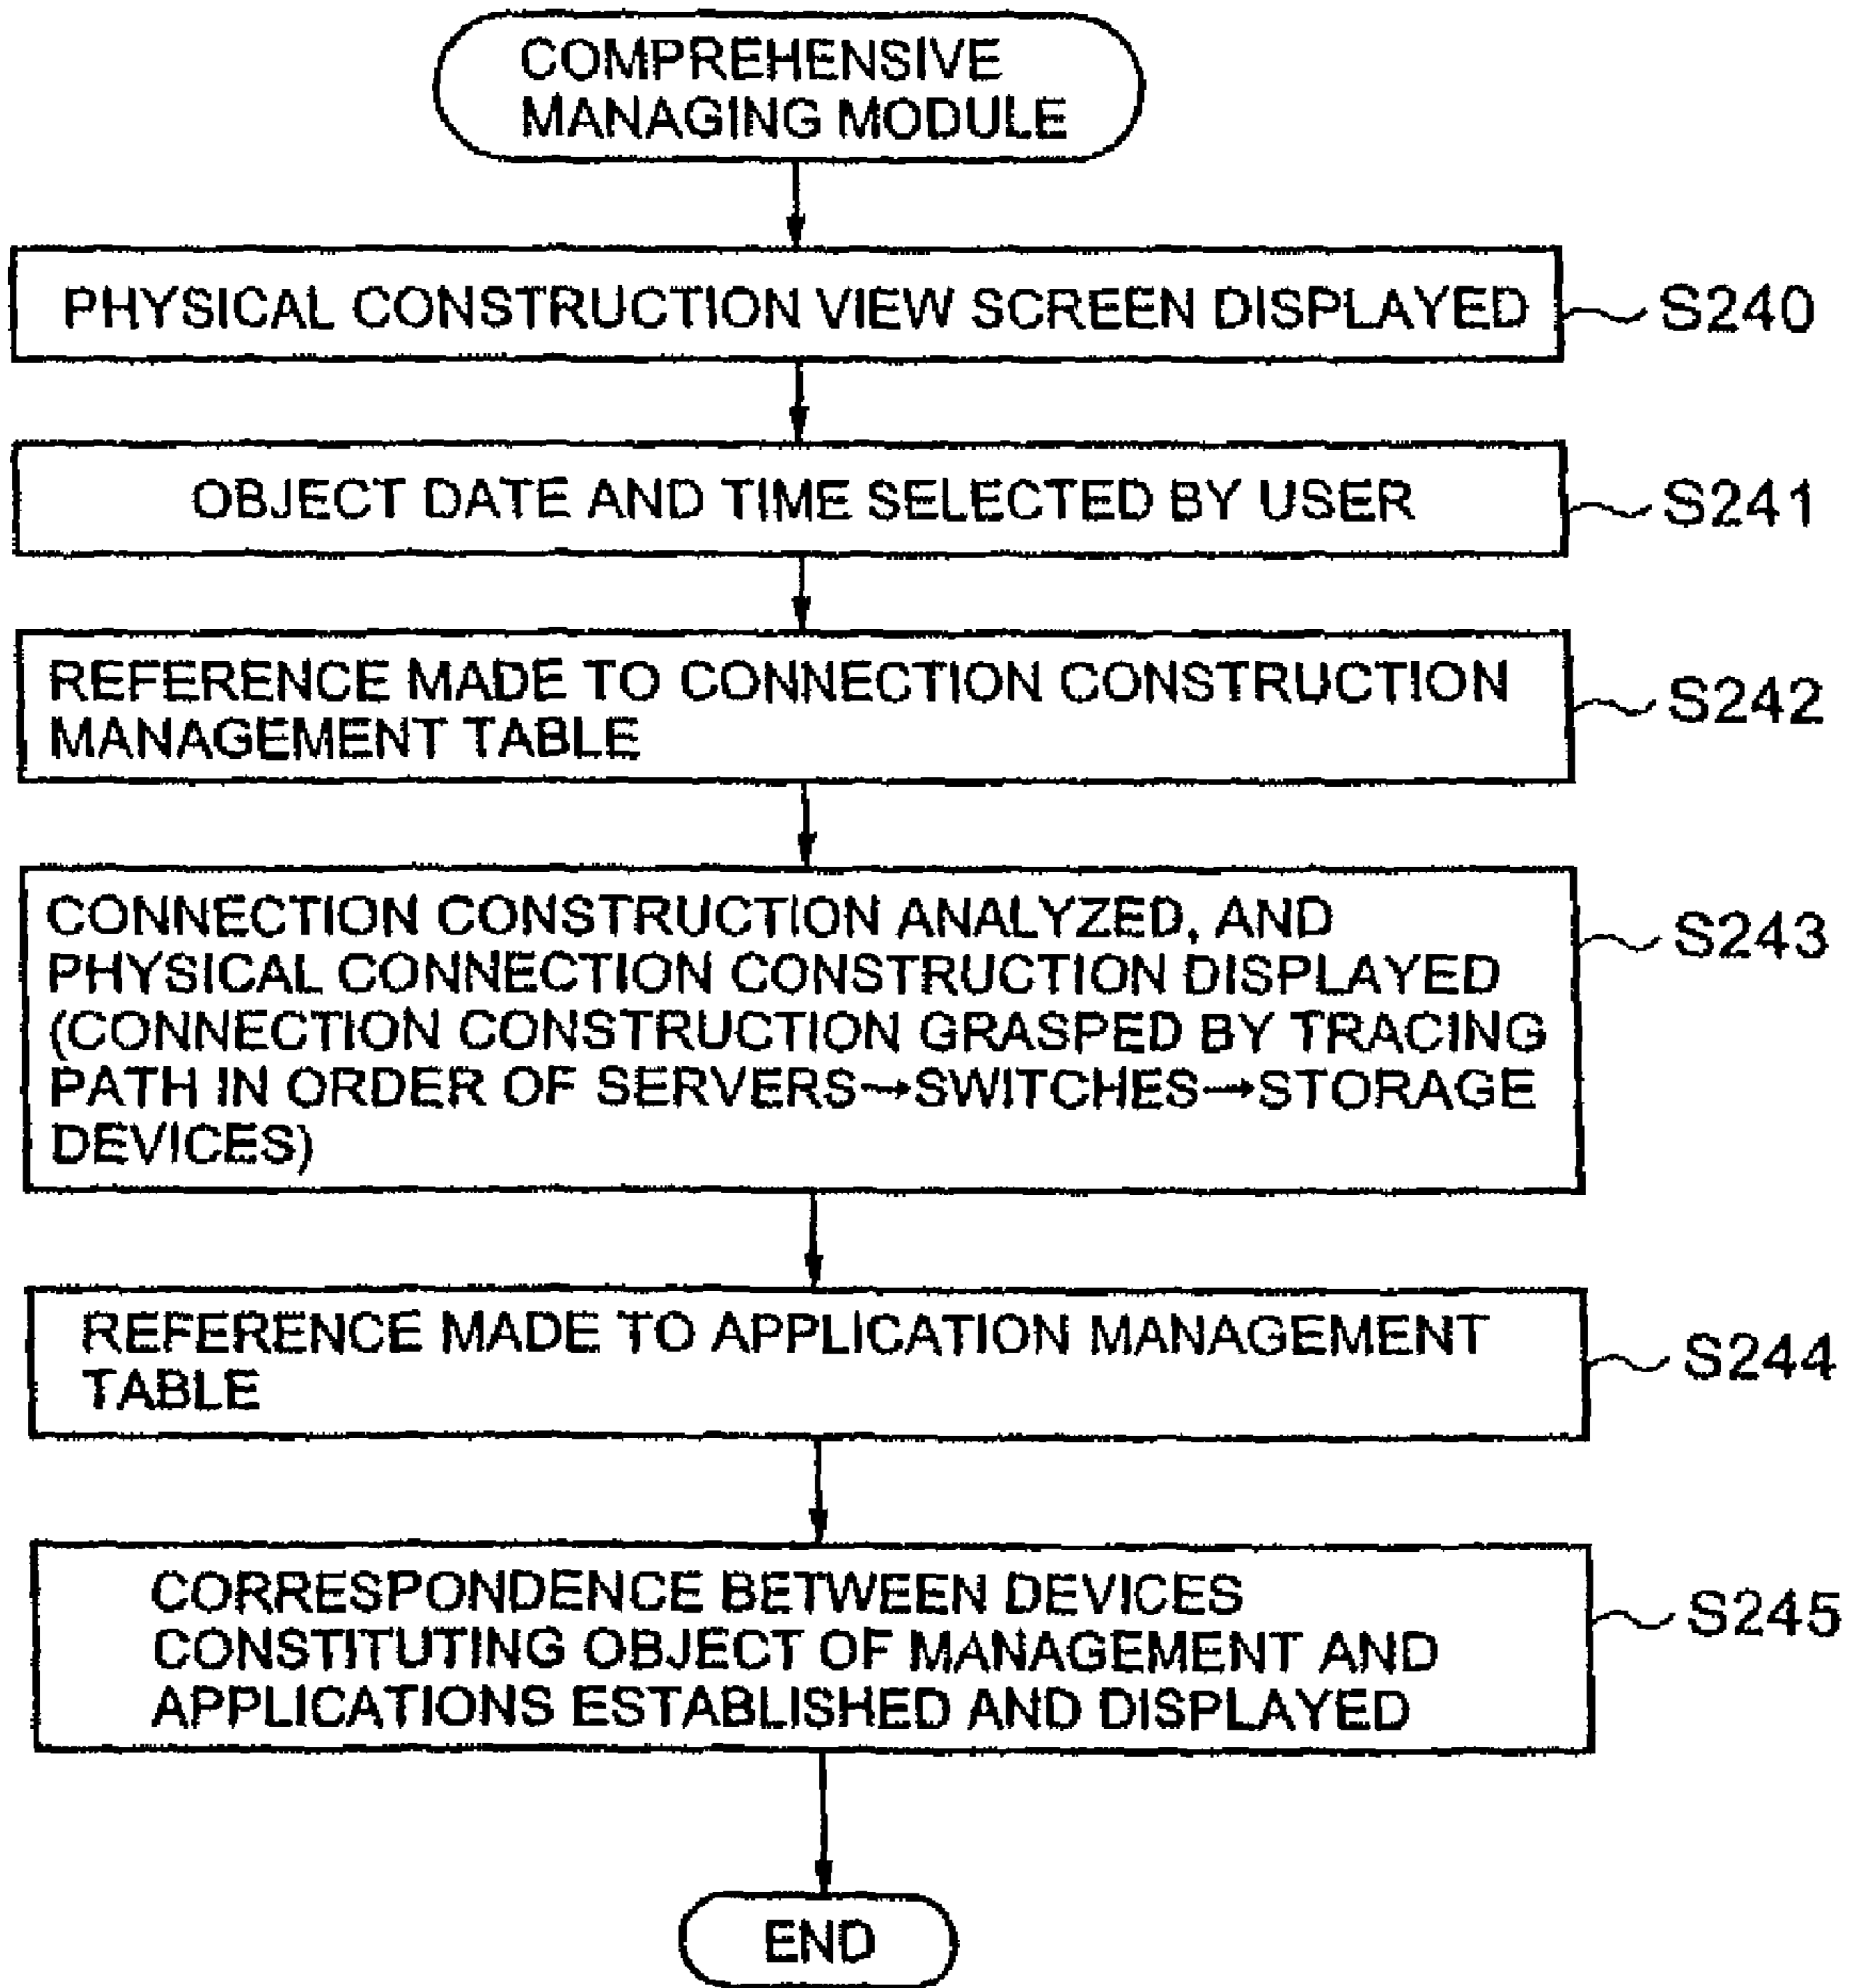 COMPREHENSIVE
MANAGING MODULE
PHYSICAL CONSTRUCTION VIEW SCREEN DISPLAYED
S240
OBJECT DATE AND TIME SELECTED BY USER
S241
REFERENCE MADE TO CONNECTION CONSTRUCTION
MANAGEMENT TABLE
S242
CONNECTION CONSTRUCTION ANALYZED, AND
PHYSICAL CONNECTION CONSTRUCTION DISPLAYED
(CONNECTION CONSTRUCTION GRASPED BY TRACING
PATH IN ORDER OF SERVERS→SWITCHES→STORAGE
DEVICES)
S243
REFERENCE MADE TO APPLICATION MANAGEMENT
TABLE
S244
CORRESPONDENCE BETWEEN DEVICES
CONSTITUTING OBJECT OF MANAGEMENT AND
APPLICATIONS ESTABLISHED AND DISPLAYED
S245
END